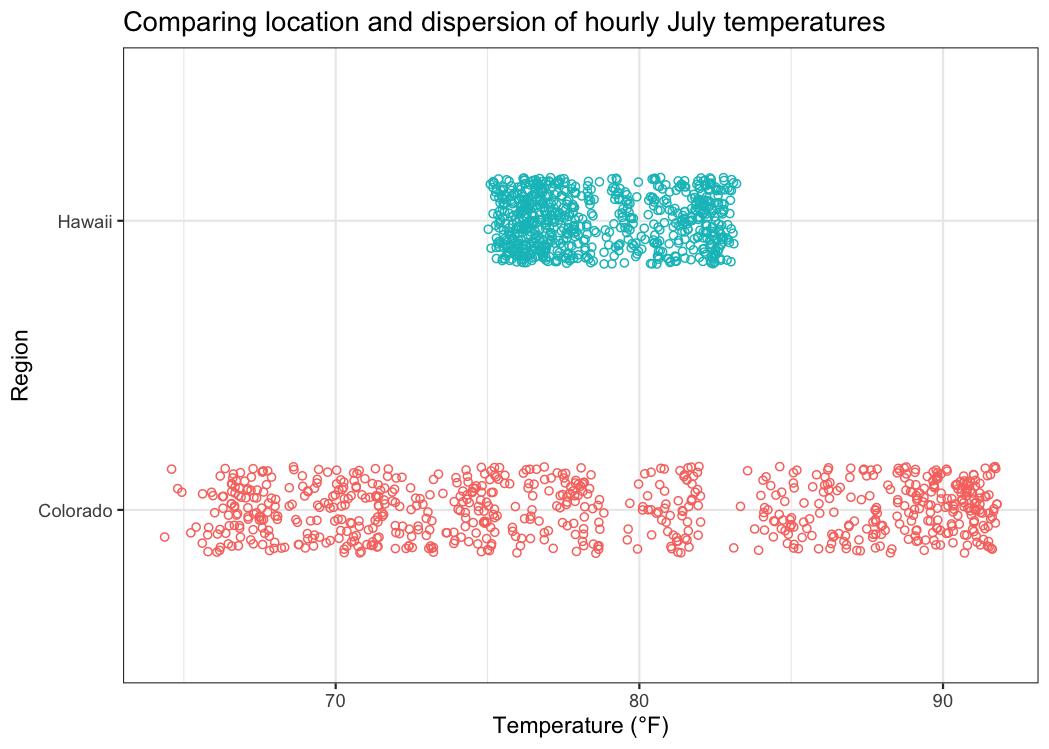 Comparing location and dispersion of hourly July temperatures
Region
Hawaii
Colorado
70 80 90
Temperature (°F)